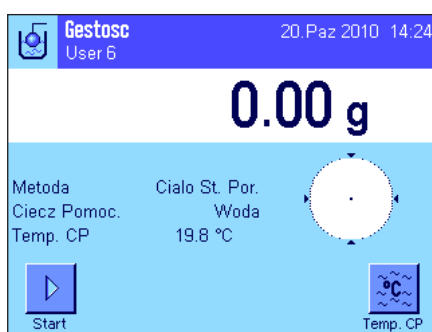 Gestosc 20.Paz 2010 14:24
User 6
0.00 g
Metoda Cialo St. Por.
Ciecz Pomoc. Woda
Temp. CP 19.8 °C
°C
Start Temp. CP